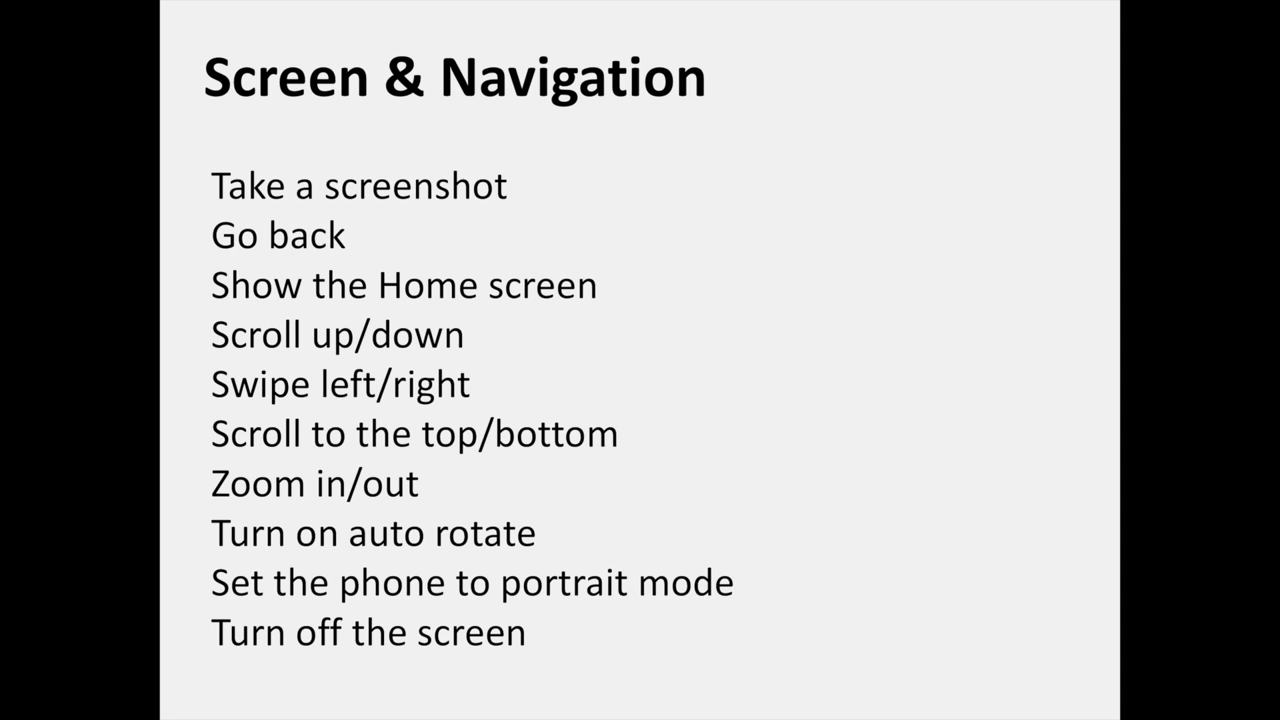 Screen & Navigation
Take a screenshot
Go back
Show the Home screen
Scroll up/down
Swipe left/right
Scroll to the top/bottom
Zoom in/out
Turn on auto rotate
Set the phone to portrait mode
Turn off the screen